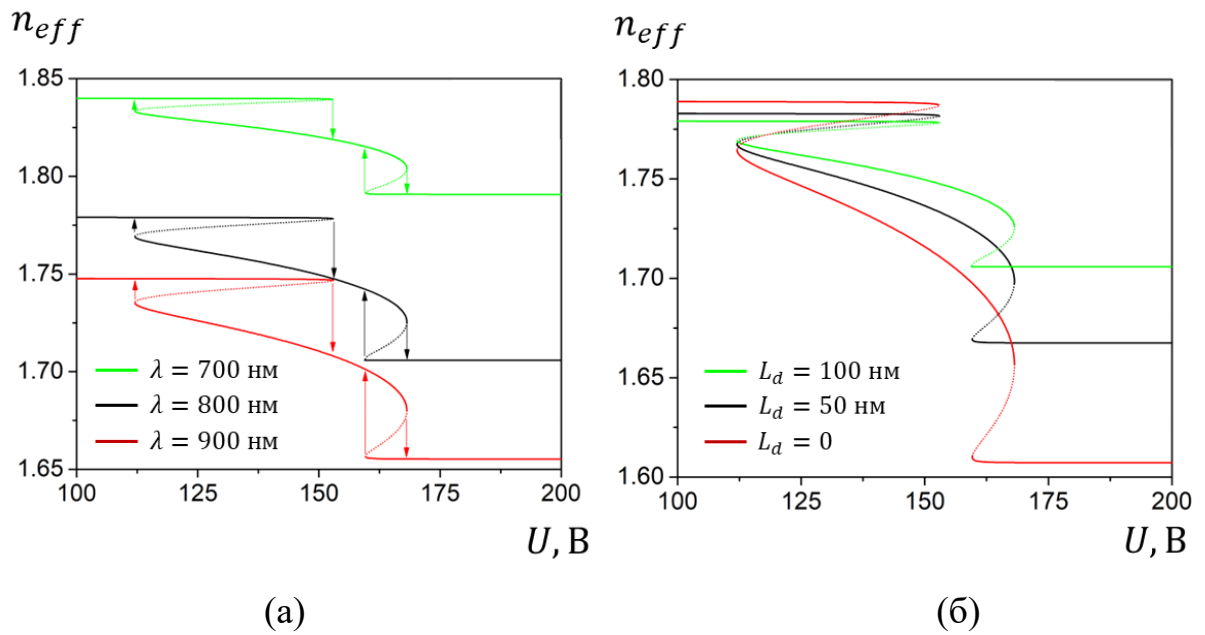 n_eff
1.85
1.80
1.75
1.70
1.65
λ = 700 нм
λ = 800 нм
λ = 900 нм
100 125 150 175 200
U, В
(а)
n_eff
1.80
1.75
1.70
1.65
1.60
L_d = 100 нм
L_d = 50 нм
L_d = 0
100 125 150 175 200
U, В
(б)